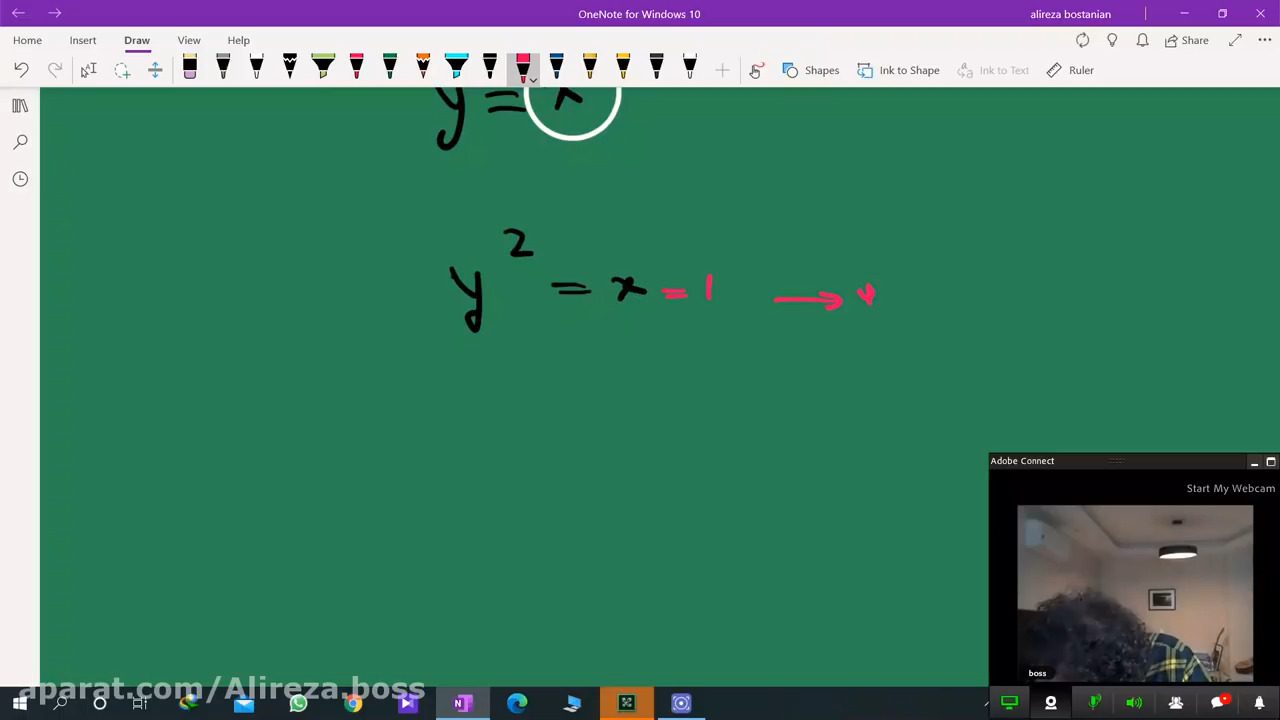 OneNote for Windows 10
alireza bostanian
Home Insert Draw View Help
Share
Shapes Ink to Shape Ink to Text Ruler
y = x
y² = x = 1 →
Adobe Connect
Start My Webcam
boss
aparat.com/Alireza.boss